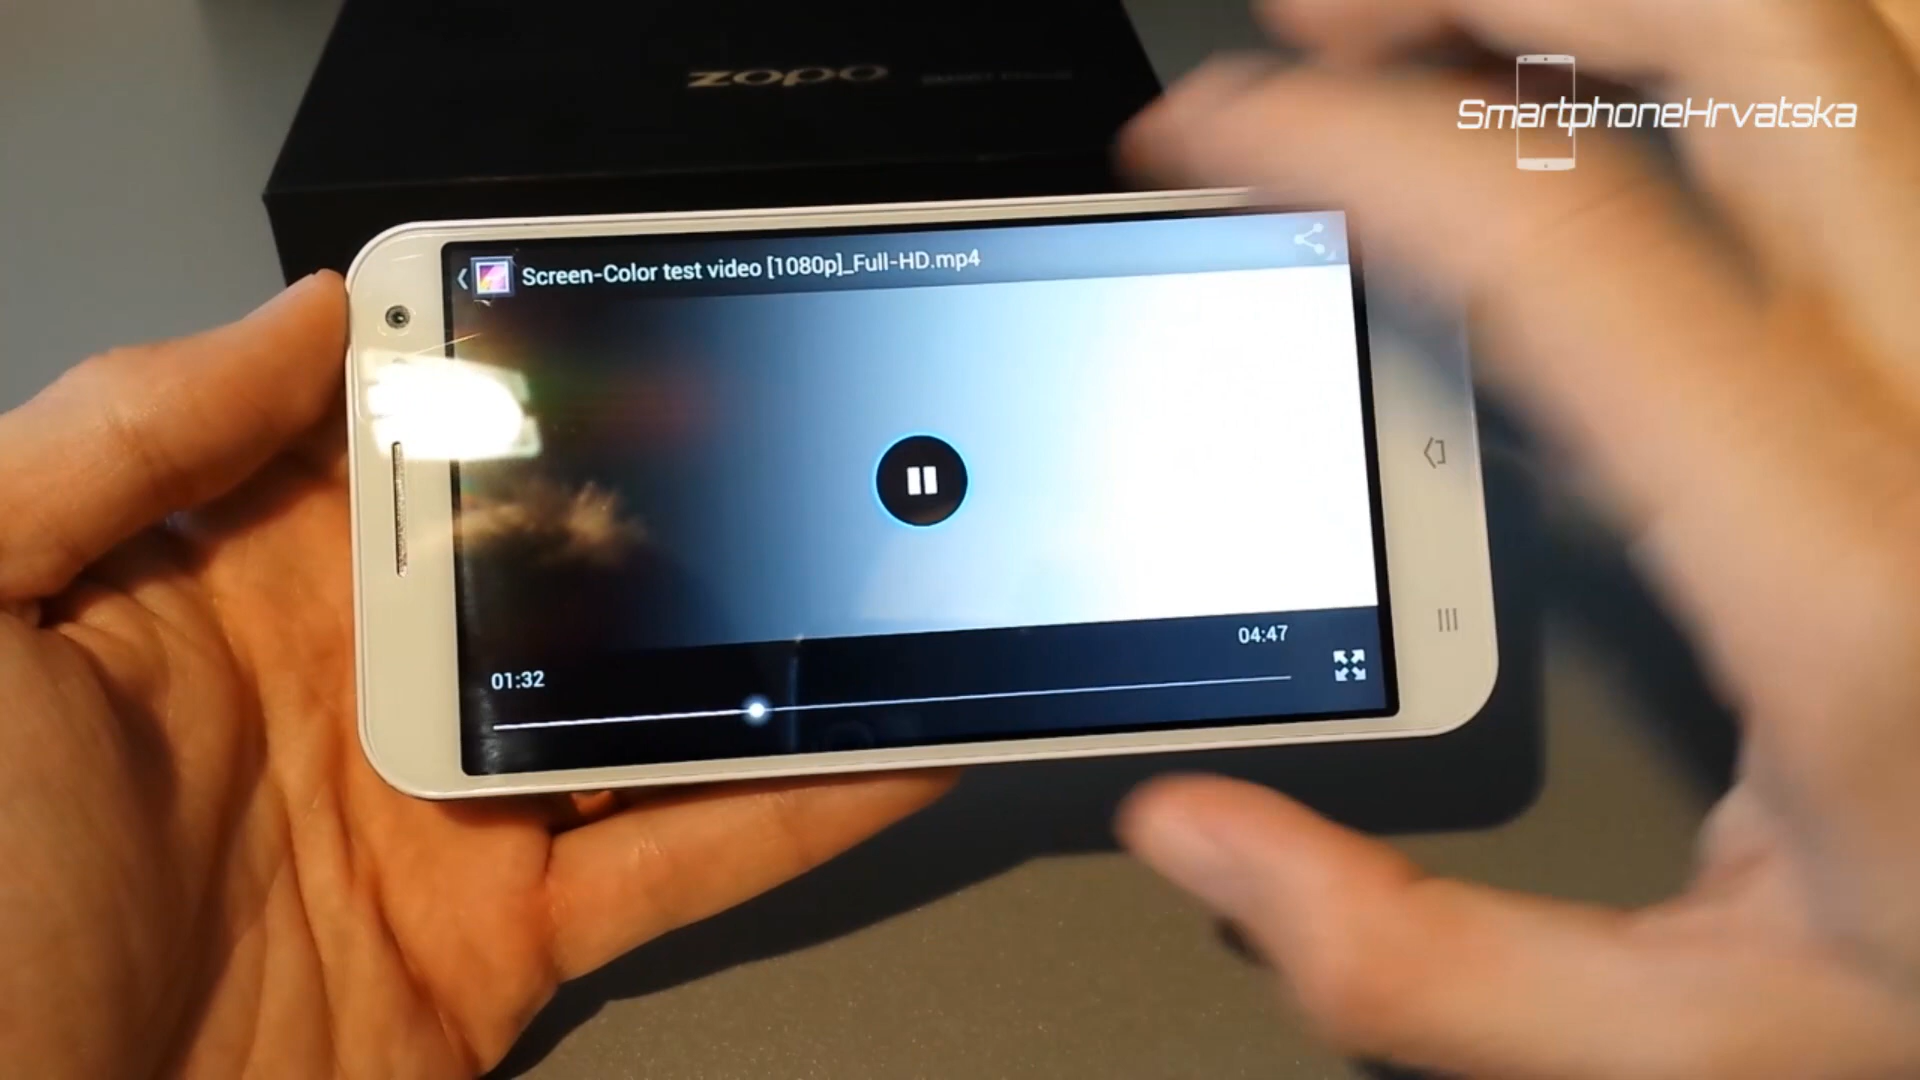 zopo
SmartphoneHrvatska
Screen-Color test video [1080p]_Full-HD.mp4
04:47
01:32